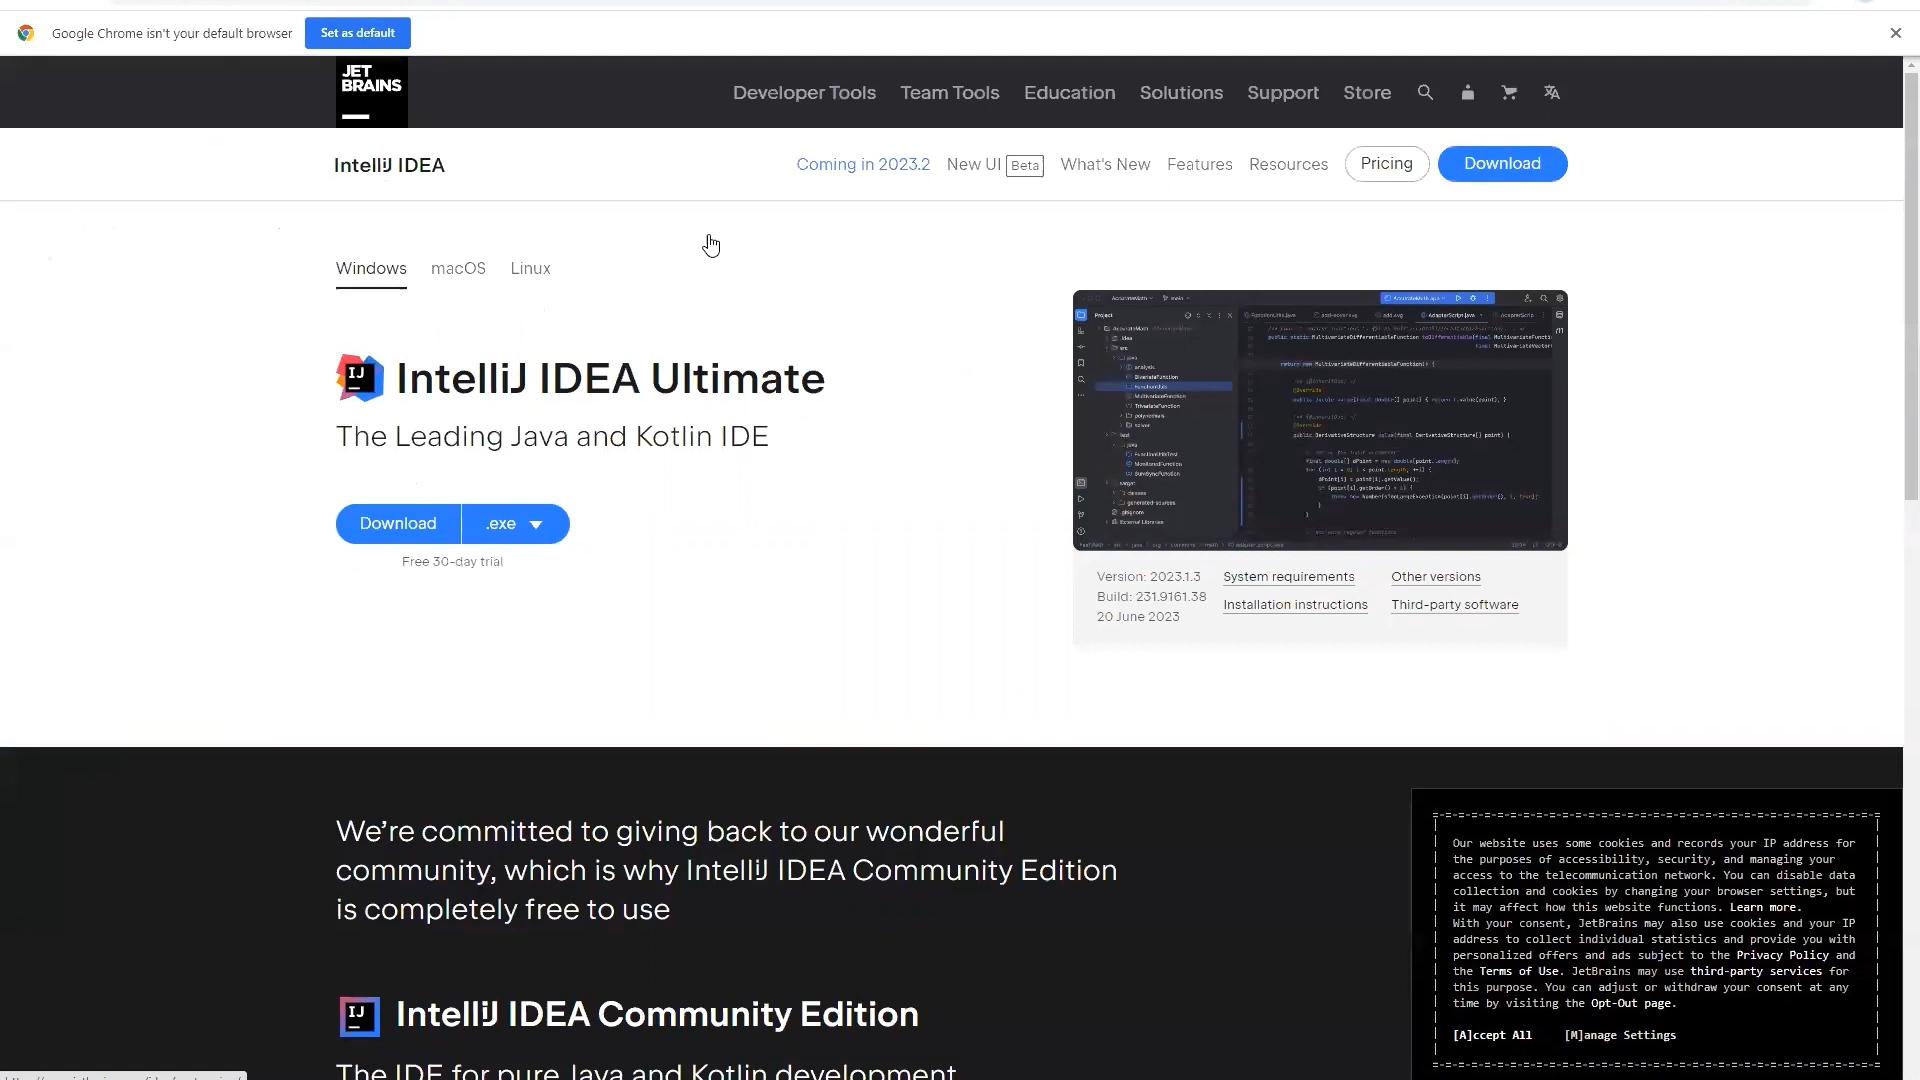 Google Chrome isn't your default browser Set as default
JET
BRAINS
Developer Tools Team Tools Education Solutions Support Store
IntelliJ IDEA
Coming in 2023.2 New UI Beta What's New Features Resources Pricing Download
Windows macOS Linux
IJ IntelliJ IDEA Ultimate
The Leading Java and Kotlin IDE
Download .exe
Free 30-day trial
Project
Version: 2023.1.3 System requirements Other versions
Build: 231.9161.38 Installation instructions Third-party software
20 June 2023
We’re committed to giving back to our wonderful
community, which is why IntelliJ IDEA Community Edition
is completely free to use
IJ IntelliJ IDEA Community Edition
The IDE for pure Java and Kotlin development
Our website uses some cookies and records your IP address for
the purposes of accessibility, security, and managing your
access to the telecommunication network. You can disable data
collection and cookies by changing your browser settings, but
it may affect how this website functions. Learn more.
With your consent, JetBrains may also use cookies and your IP
address to collect individual statistics and provide you with
personalized offers and ads subject to the Privacy Policy and
the Terms of Use. JetBrains may use third-party services for
this purpose. You can adjust or withdraw your consent at any
time by visiting the Opt-Out page.
[A]ccept All [M]anage Settings